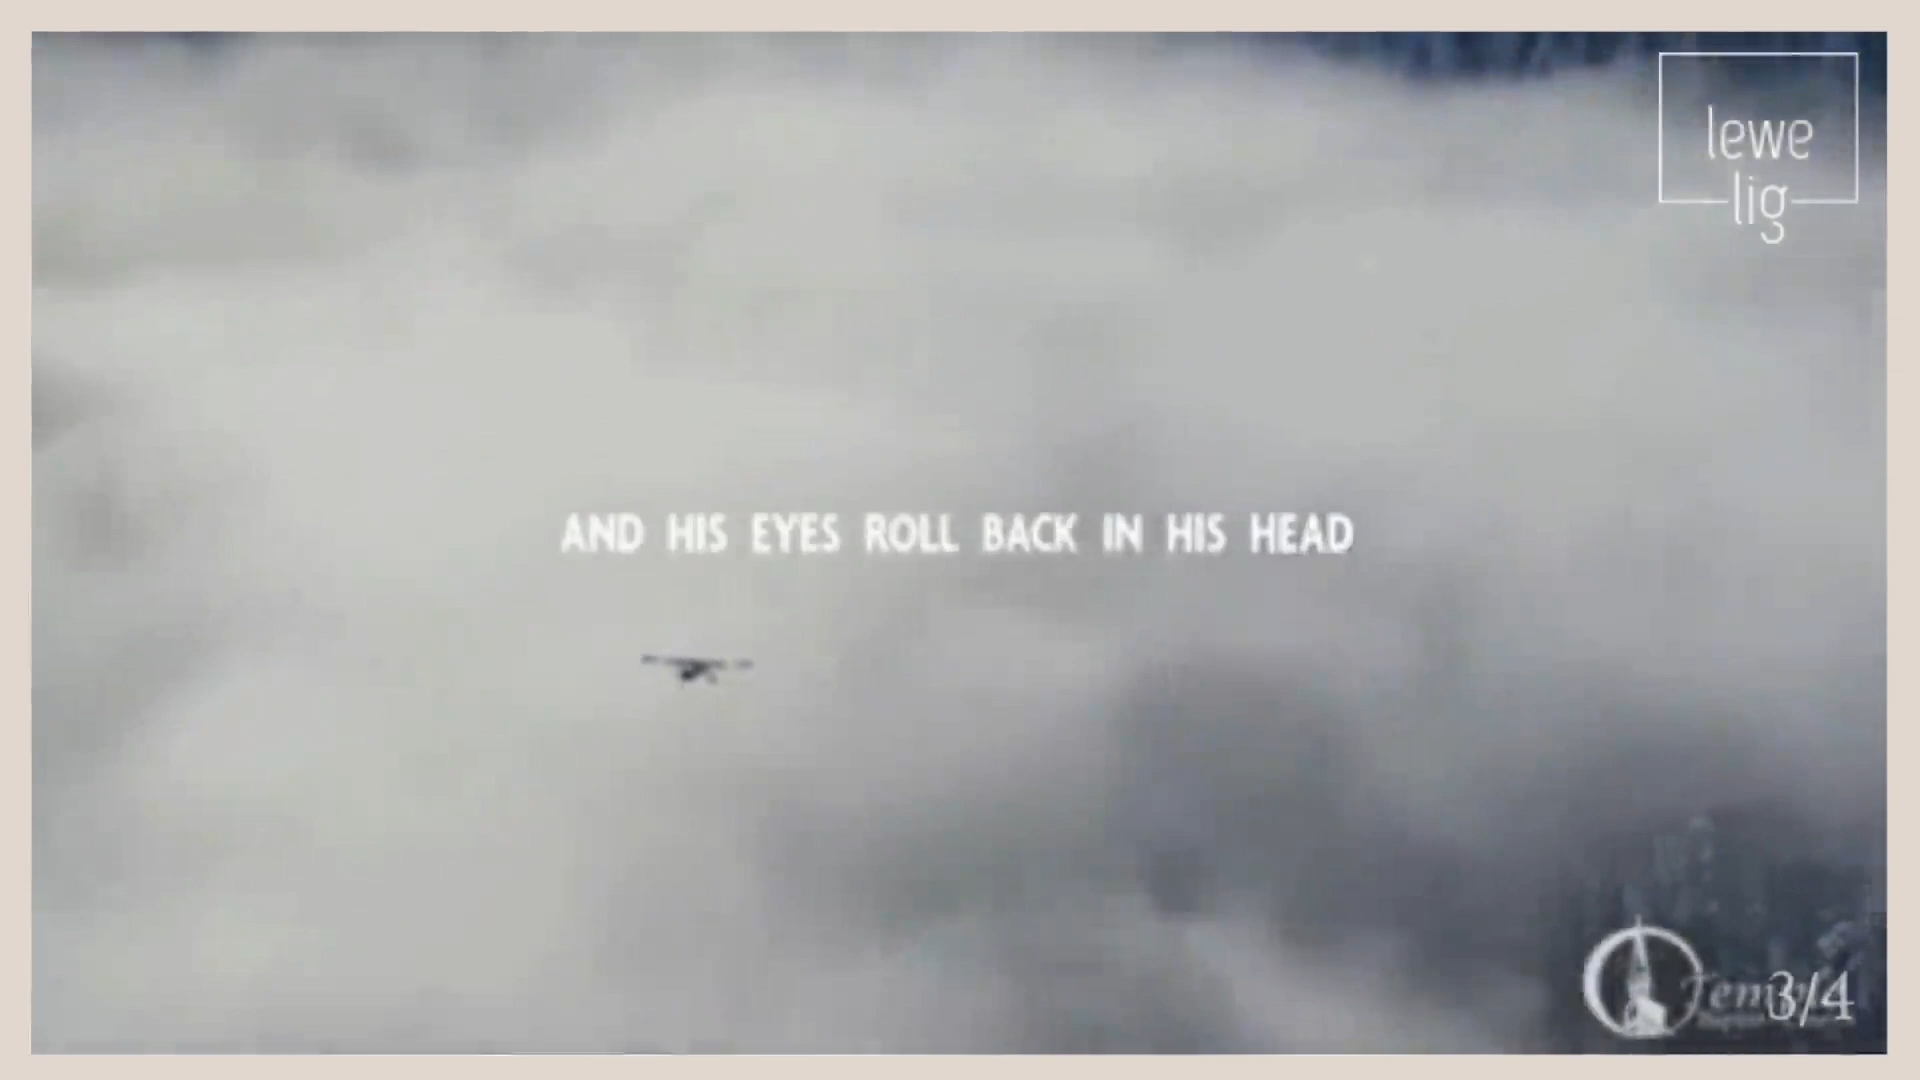 lewe
lig
AND HIS EYES ROLL BACK IN HIS HEAD
3/4